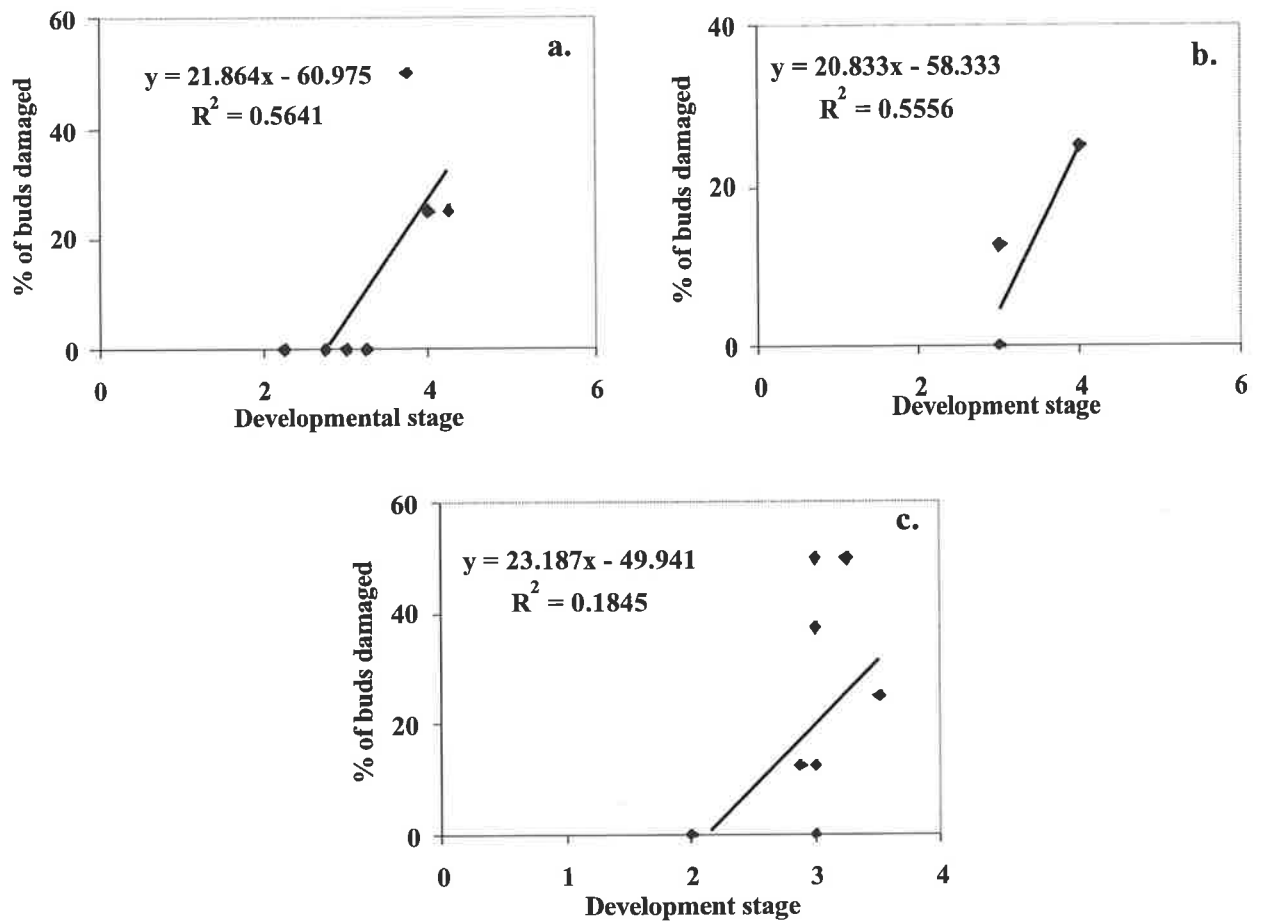 60
a.
y = 21.864x - 60.975
R² = 0.5641
40
20
0
0 2 4 6
Developmental stage
% of buds damaged
40
b.
y = 20.833x - 58.333
R² = 0.5556
20
0
0 2 4 6
Development stage
% of buds damaged
60
c.
y = 23.187x - 49.941
R² = 0.1845
40
20
0
0 1 2 3 4
Development stage
% of buds damaged